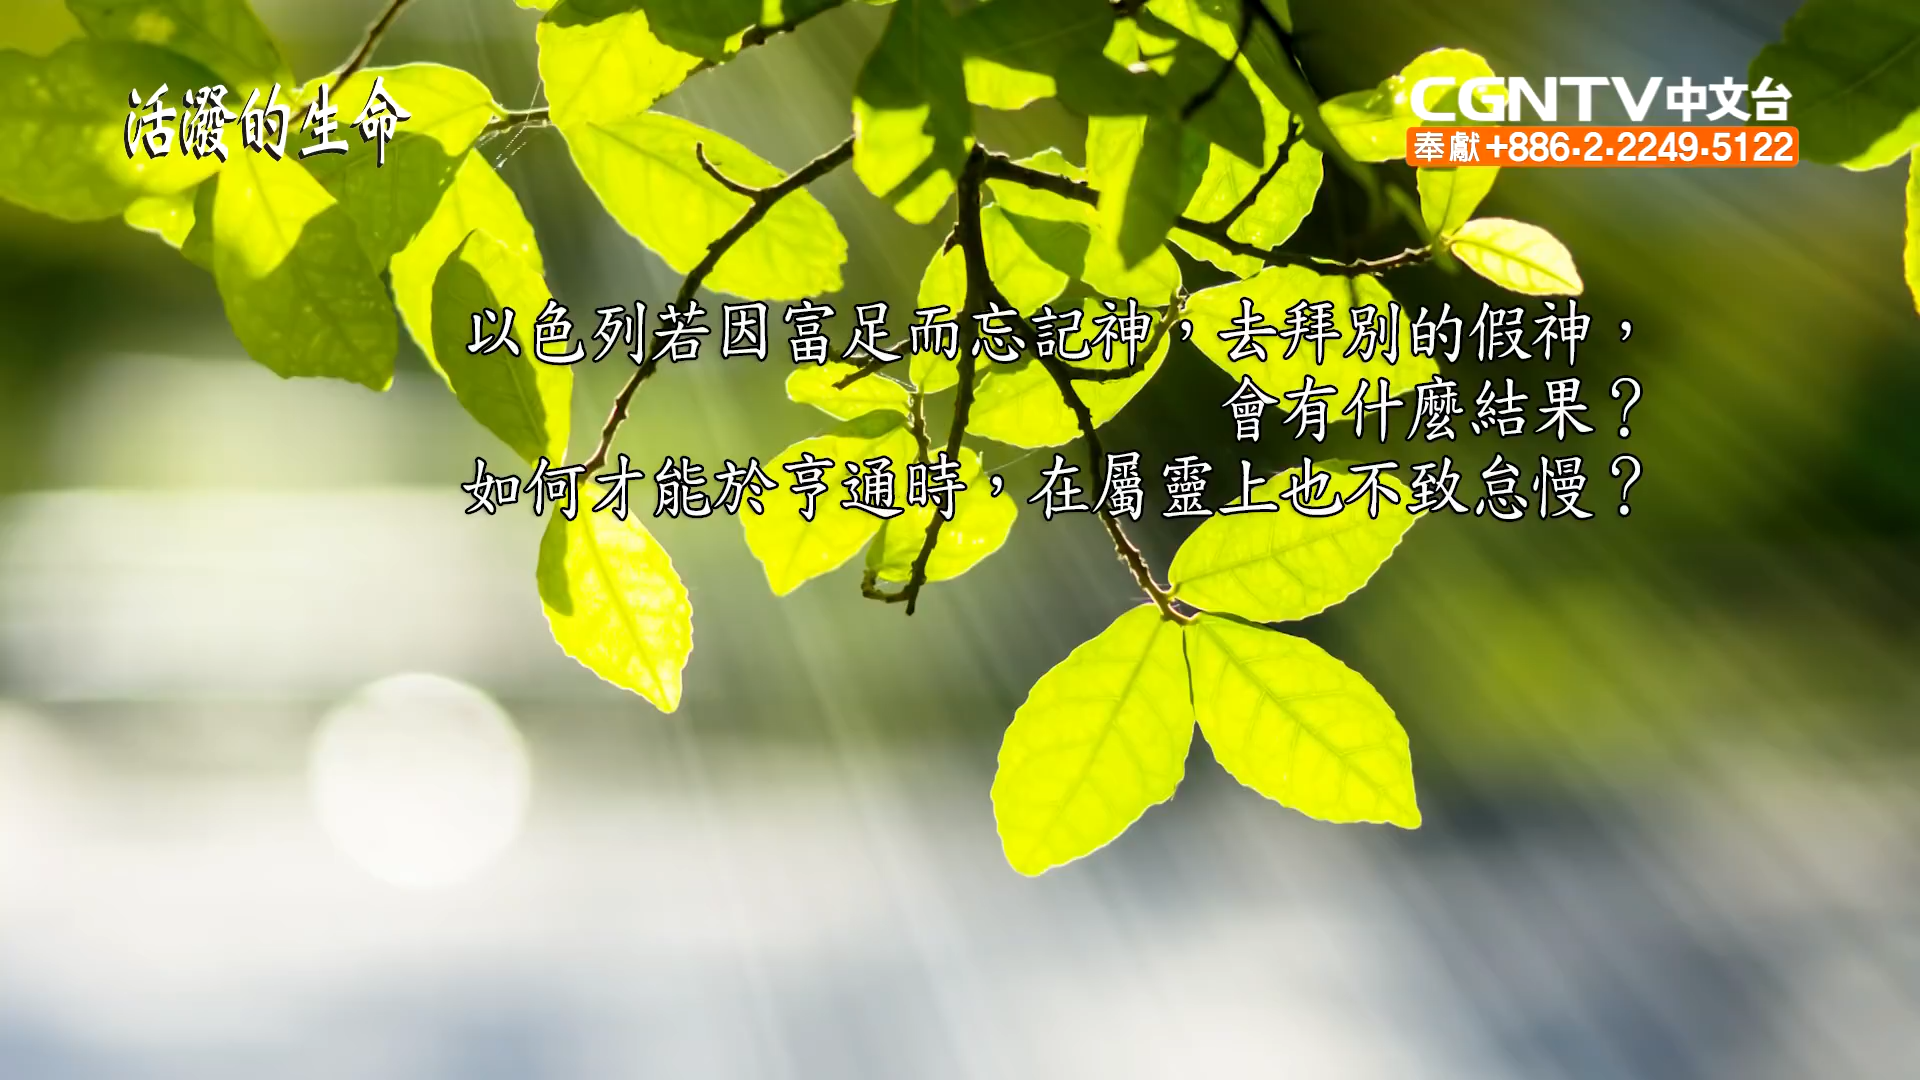 活潑的生命
CGNTV中文台
奉獻 +886-2-2249-5122
以色列若因富足而忘記神，去拜別的假神，
會有什麼結果？
如何才能於亨通時，在屬靈上也不致怠慢？